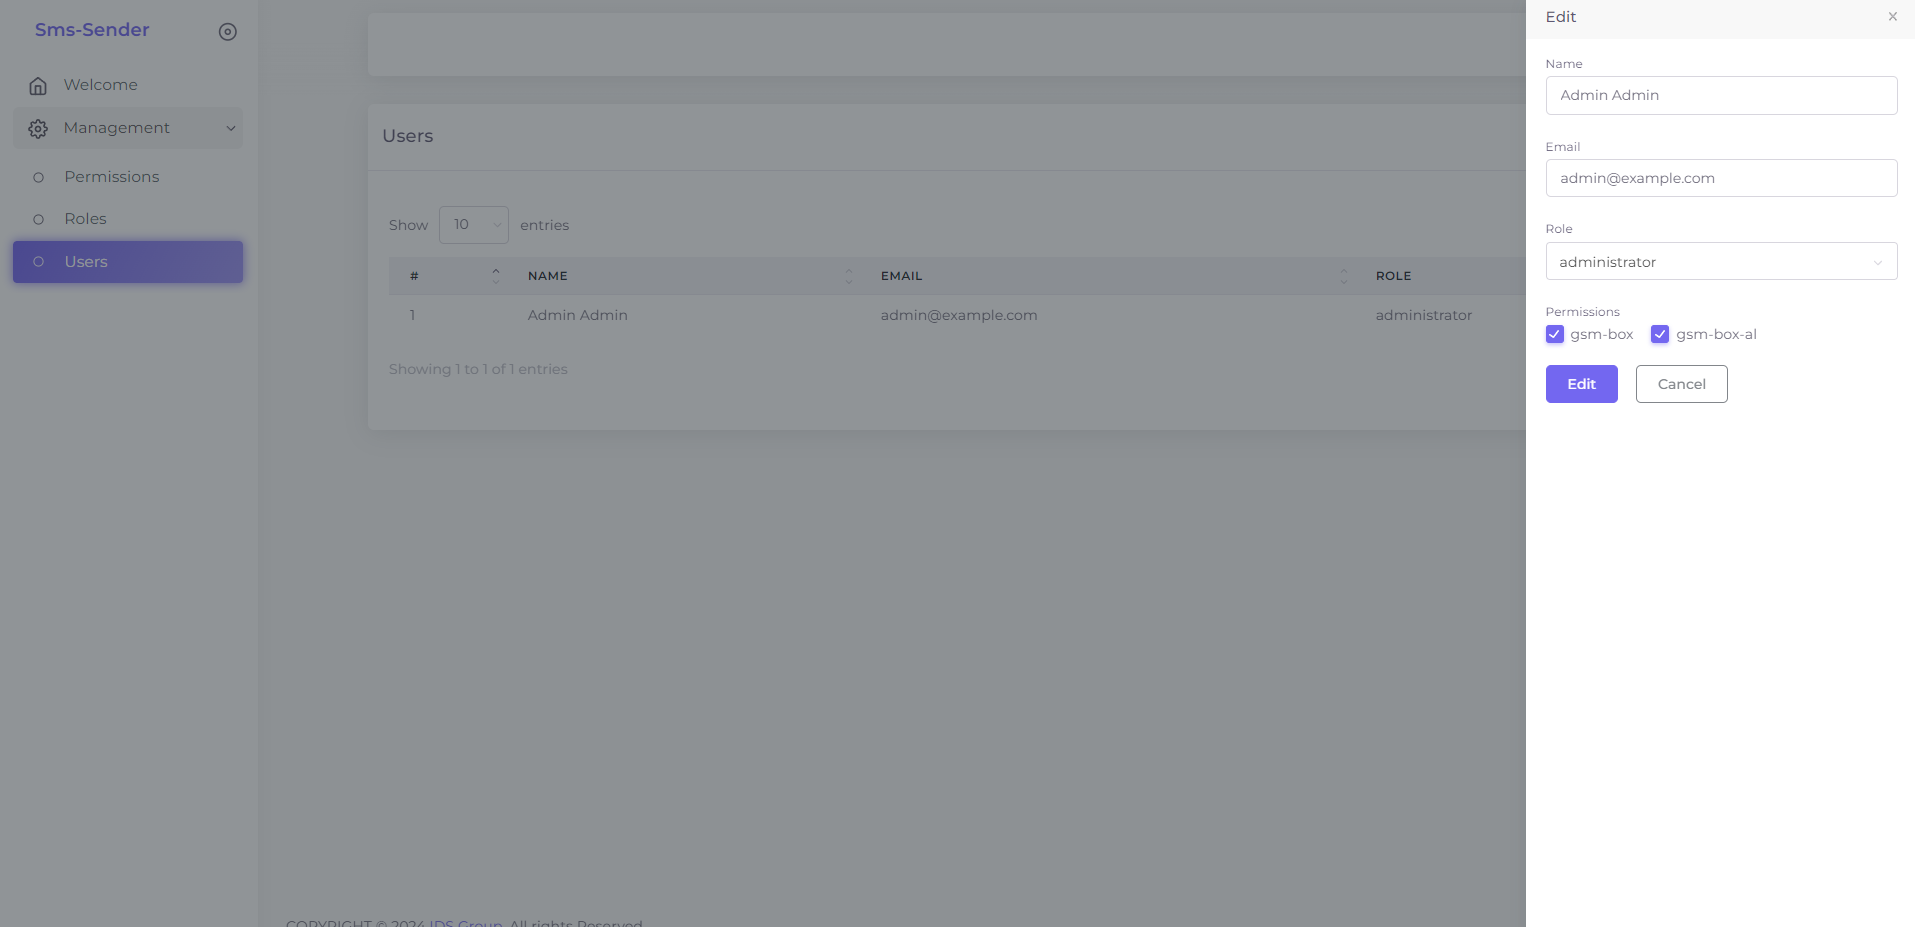 Sms-Sender
Welcome
Management
Permissions
Roles
Users
Users
Show 10 entries
# NAME EMAIL ROLE
1 Admin Admin admin@example.com administrator
Showing 1 to 1 of 1 entries
COPYRIGHT © 2024 IDS Group, All rights Reserved
Edit ×
Name
Admin Admin
Email
admin@example.com
Role
administrator
Permissions
gsm-box gsm-box-al
Edit Cancel